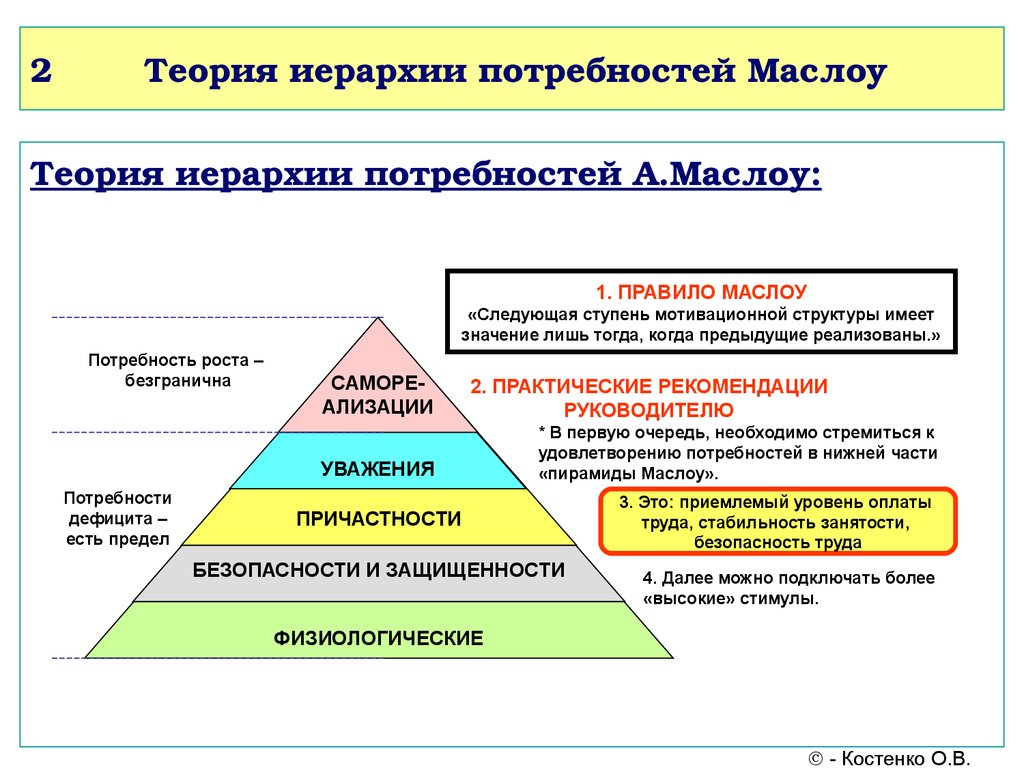 2 Теория иерархии потребностей Маслоу
Теория иерархии потребностей А.Маслоу:
1. ПРАВИЛО МАСЛОУ
«Следующая ступень мотивационной структуры имеет
значение лишь тогда, когда предыдущие реализованы.»
Потребность роста –
безгранична
САМОРЕ-
АЛИЗАЦИИ
2. ПРАКТИЧЕСКИЕ РЕКОМЕНДАЦИИ
РУКОВОДИТЕЛЮ
* В первую очередь, необходимо стремиться к
удовлетворению потребностей в нижней части
«пирамиды Маслоу».
УВАЖЕНИЯ
Потребности
дефицита –
есть предел
ПРИЧАСТНОСТИ
3. Это: приемлемый уровень оплаты
труда, стабильность занятости,
безопасность труда
БЕЗОПАСНОСТИ И ЗАЩИЩЕННОСТИ
4. Далее можно подключать более
«высокие» стимулы.
ФИЗИОЛОГИЧЕСКИЕ
© - Костенко О.В.